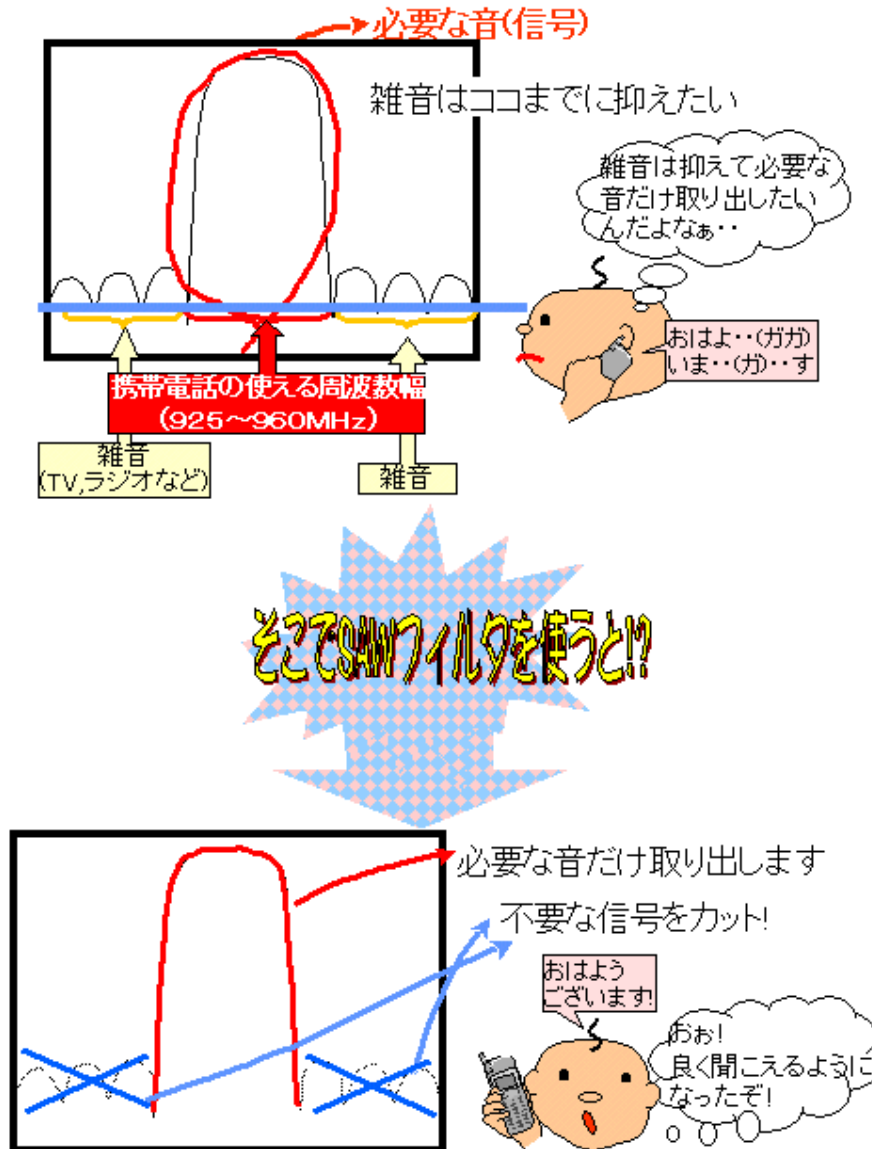 必要な音(信号)
雑音はココまでに抑えたい
雑音は抑えて必要な
音だけ取り出したい
んだよなぁ・・
おはよ・・(ガガ)
いま・・(ガ)・・す
携帯電話の使える周波数幅
(925～960MHz)
雑音
(TV,ラジオなど)
雑音
そこでSAWフィルタを使うと!?
必要な音だけ取り出します
不要な信号をカット!
おはよう
ございます!
おぉ!
良く聞こえるように
なったぞ!